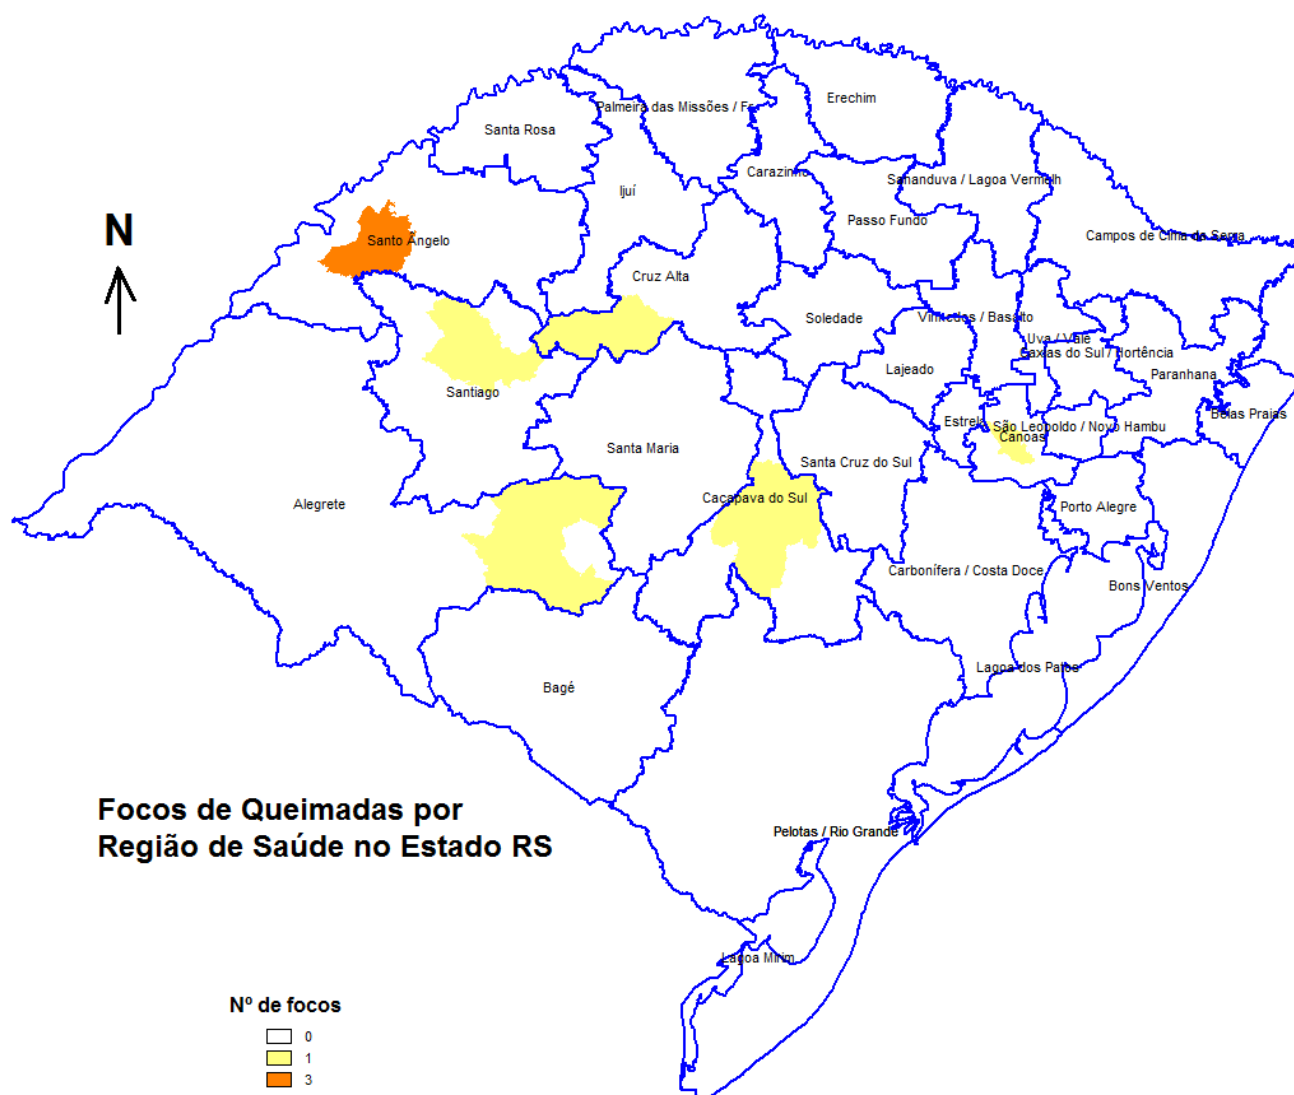 Erechim
Palmeira das Missões / Fr
Santa Rosa
Carazinho
Sananduva / Lagoa Vermelh
Ijuí
Passo Fundo
N
Santo Ângelo
Campos de Cima da Serra
Cruz Alta
Soledade
Vinhedos / Basalto
Uva / Vale
Caxias do Sul / Hortência
Lajeado
Paranhana
Santiago
Belas Praias
Estrela
São Leopoldo / Novo Hambu
Canoas
Santa Maria
Santa Cruz do Sul
Caçapava do Sul
Alegrete
Porto Alegre
Carbonífera / Costa Doce
Bons Ventos
Lagoa dos Patos
Bagé
Focos de Queimadas por
Região de Saúde no Estado RS
Pelotas / Rio Grande
Lagoa Mirim
Nº de focos
0
1
3